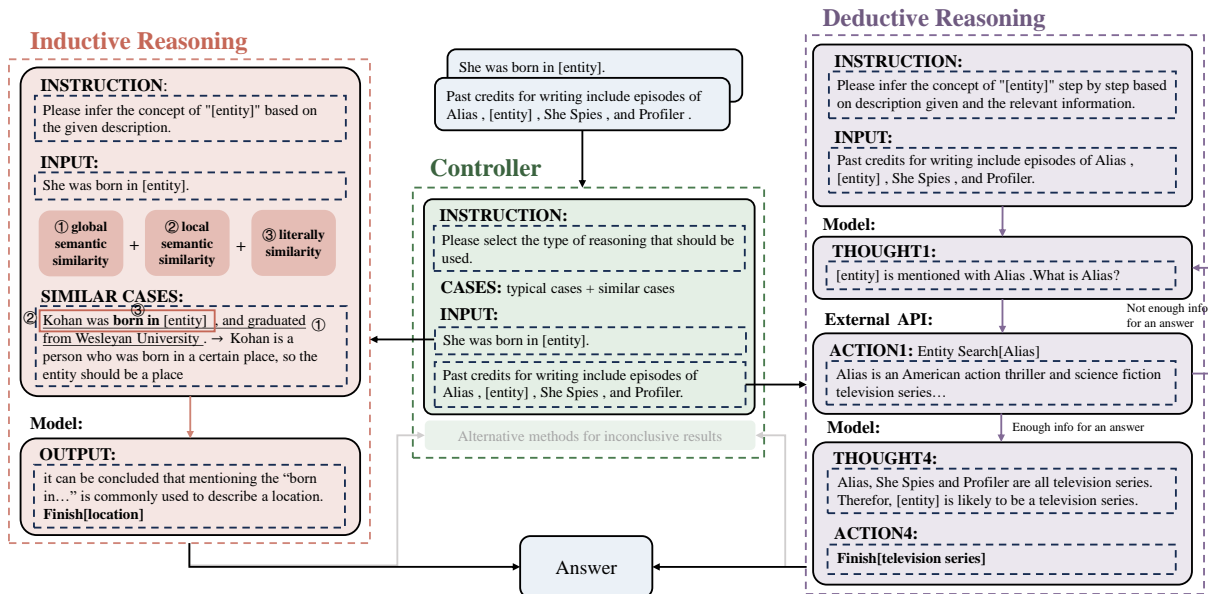 Inductive Reasoning
INSTRUCTION:
Please infer the concept of "[entity]" based on
the given description.
INPUT:
She was born in [entity].
① global
semantic
similarity
+
② local
semantic
similarity
+
③ literally
similarity
SIMILAR CASES:
③
②
Kohan was born in [entity] , and graduated
①
from Wesleyan University . → Kohan is a
person who was born in a certain place, so the
entity should be a place
Model:
OUTPUT:
it can be concluded that mentioning the “born
in…” is commonly used to describe a location.
Finish[location]
She was born in [entity].
Past credits for writing include episodes of
Alias , [entity] , She Spies , and Profiler .
Controller
INSTRUCTION:
Please select the type of reasoning that should be
used.
CASES: typical cases + similar cases
INPUT:
She was born in [entity].
Past credits for writing include episodes of
Alias , [entity] , She Spies , and Profiler.
Alternative methods for inconclusive results
Answer
Deductive Reasoning
INSTRUCTION:
Please infer the concept of "[entity]" step by step based
on description given and the relevant information.
INPUT:
Past credits for writing include episodes of Alias ,
[entity] , She Spies , and Profiler.
Model:
THOUGHT1:
[entity] is mentioned with Alias .What is Alias?
Not enough info
for an answer
External API:
ACTION1: Entity Search[Alias]
Alias is an American action thriller and science fiction
television series…
Model:
Enough info for an answer
THOUGHT4:
Alias, She Spies and Profiler are all television series.
Therefor, [entity] is likely to be a television series.
ACTION4:
Finish[television series]